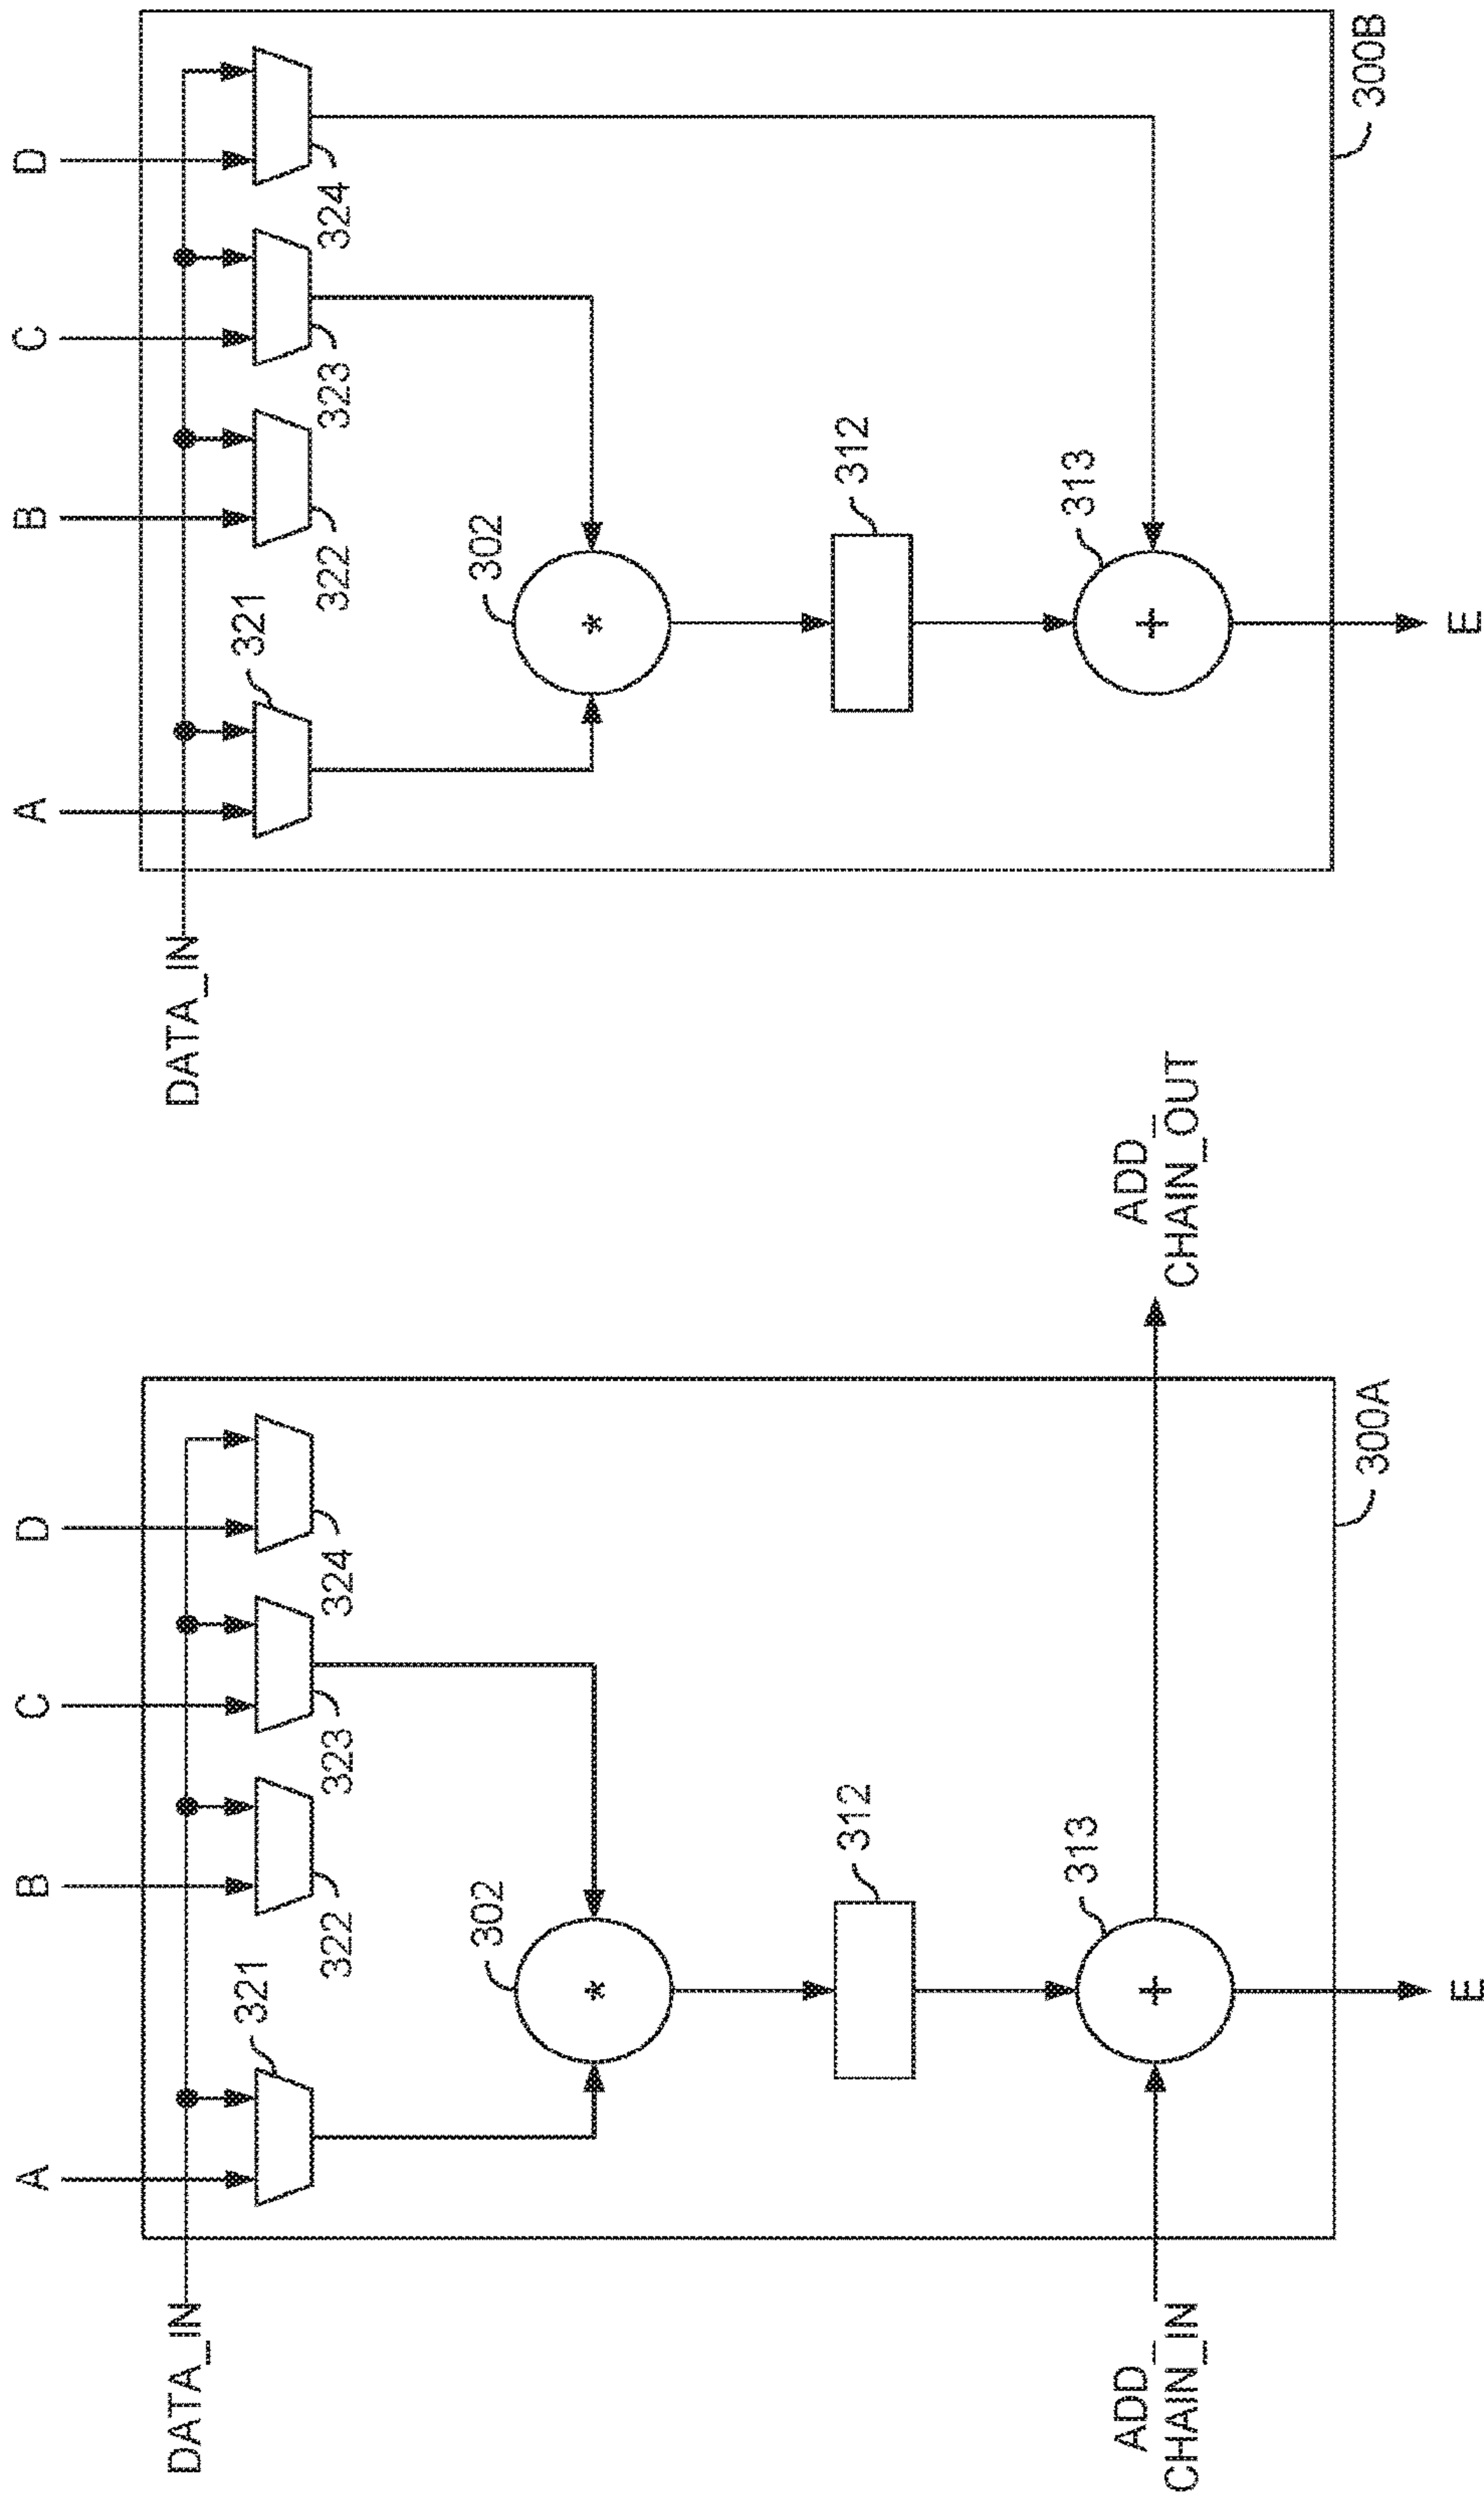 A
B
C
D
DATA_IN
321
322
323
324
302
*
312
313
+
ADD_
CHAIN_IN
ADD_
CHAIN_OUT
E
300A
A
B
C
D
DATA_IN
321
322
323
324
302
*
312
313
+
E
300B